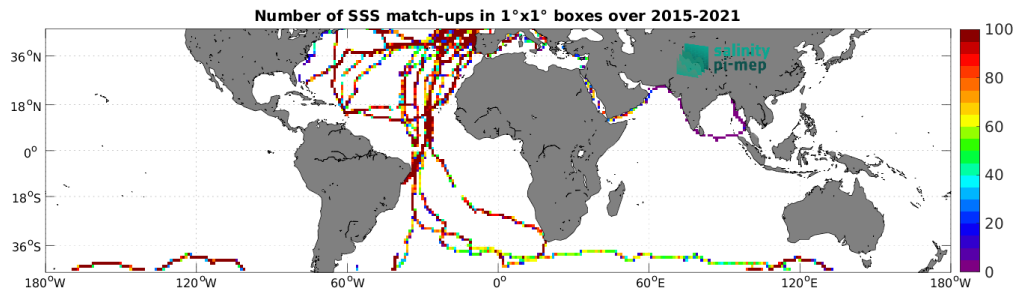 Number of SSS match-ups in 1°x1° boxes over 2015-2021
36°N
18°N
0°
18°S
36°S
180°W
120°W
60°W
0°
60°E
120°E
180°W
salinity
pi-mep
100
80
60
40
20
0